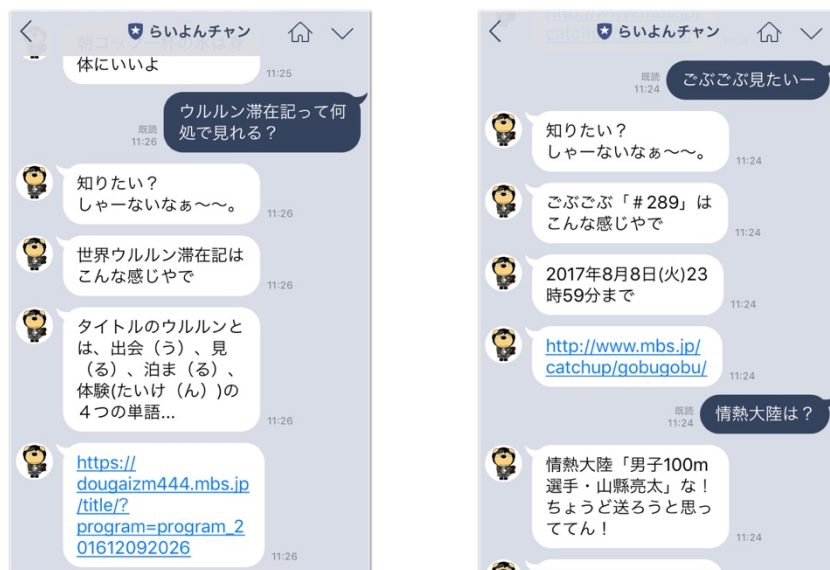 らいよんチャン
朝コップ一杯の水は身
体にいいよ
11:25
ウルルン滞在記って何
処で見れる？
既読
11:26
知りたい？
しゃーないなぁ〜〜。
11:26
世界ウルルン滞在記は
こんな感じやで
11:26
タイトルのウルルンと
は、出会（う）、見
（る）、泊ま（る）、
体験(たいけ（ん）)の
４つの単語...
11:26
https://
dougaizm444.mbs.jp
/title/?
program=program_2
01612092026
11:26
らいよんチャン
既読
11:24
ごぶごぶ見たいー
知りたい？
しゃーないなぁ〜〜。
11:24
ごぶごぶ「＃289」は
こんな感じやで
11:24
2017年8月8日(火)23
時59分まで
11:24
http://www.mbs.jp/
catchup/gobugobu/
11:24
既読
11:24
情熱大陸は？
情熱大陸「男子100m
選手・山縣亮太」な！
ちょうど送ろうと思っ
ててん！
11:24